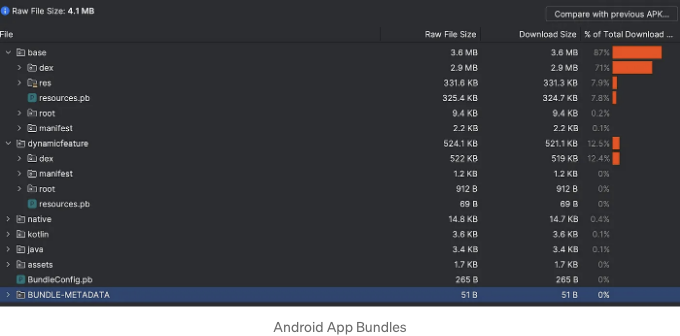 Raw File Size: 4.1 MB
Compare with previous APK...
File Raw File Size Download Size % of Total Download ...
base 3.6 MB 3.6 MB 87%
dex 2.9 MB 2.9 MB 71%
res 331.6 KB 331.3 KB 7.9%
resources.pb 325.4 KB 324.7 KB 7.8%
root 9.4 KB 9.4 KB 0.2%
manifest 2.2 KB 2.2 KB 0.1%
dynamicfeature 524.1 KB 521.1 KB 12.5%
dex 522 KB 519 KB 12.4%
manifest 1.2 KB 1.2 KB 0%
root 912 B 912 B 0%
resources.pb 69 B 69 B 0%
native 14.8 KB 14.7 KB 0.4%
kotlin 3.6 KB 3.6 KB 0.1%
java 3.4 KB 3.4 KB 0.1%
assets 1.7 KB 1.7 KB 0%
BundleConfig.pb 265 B 265 B 0%
BUNDLE-METADATA 51 B 51 B 0%
Android App Bundles